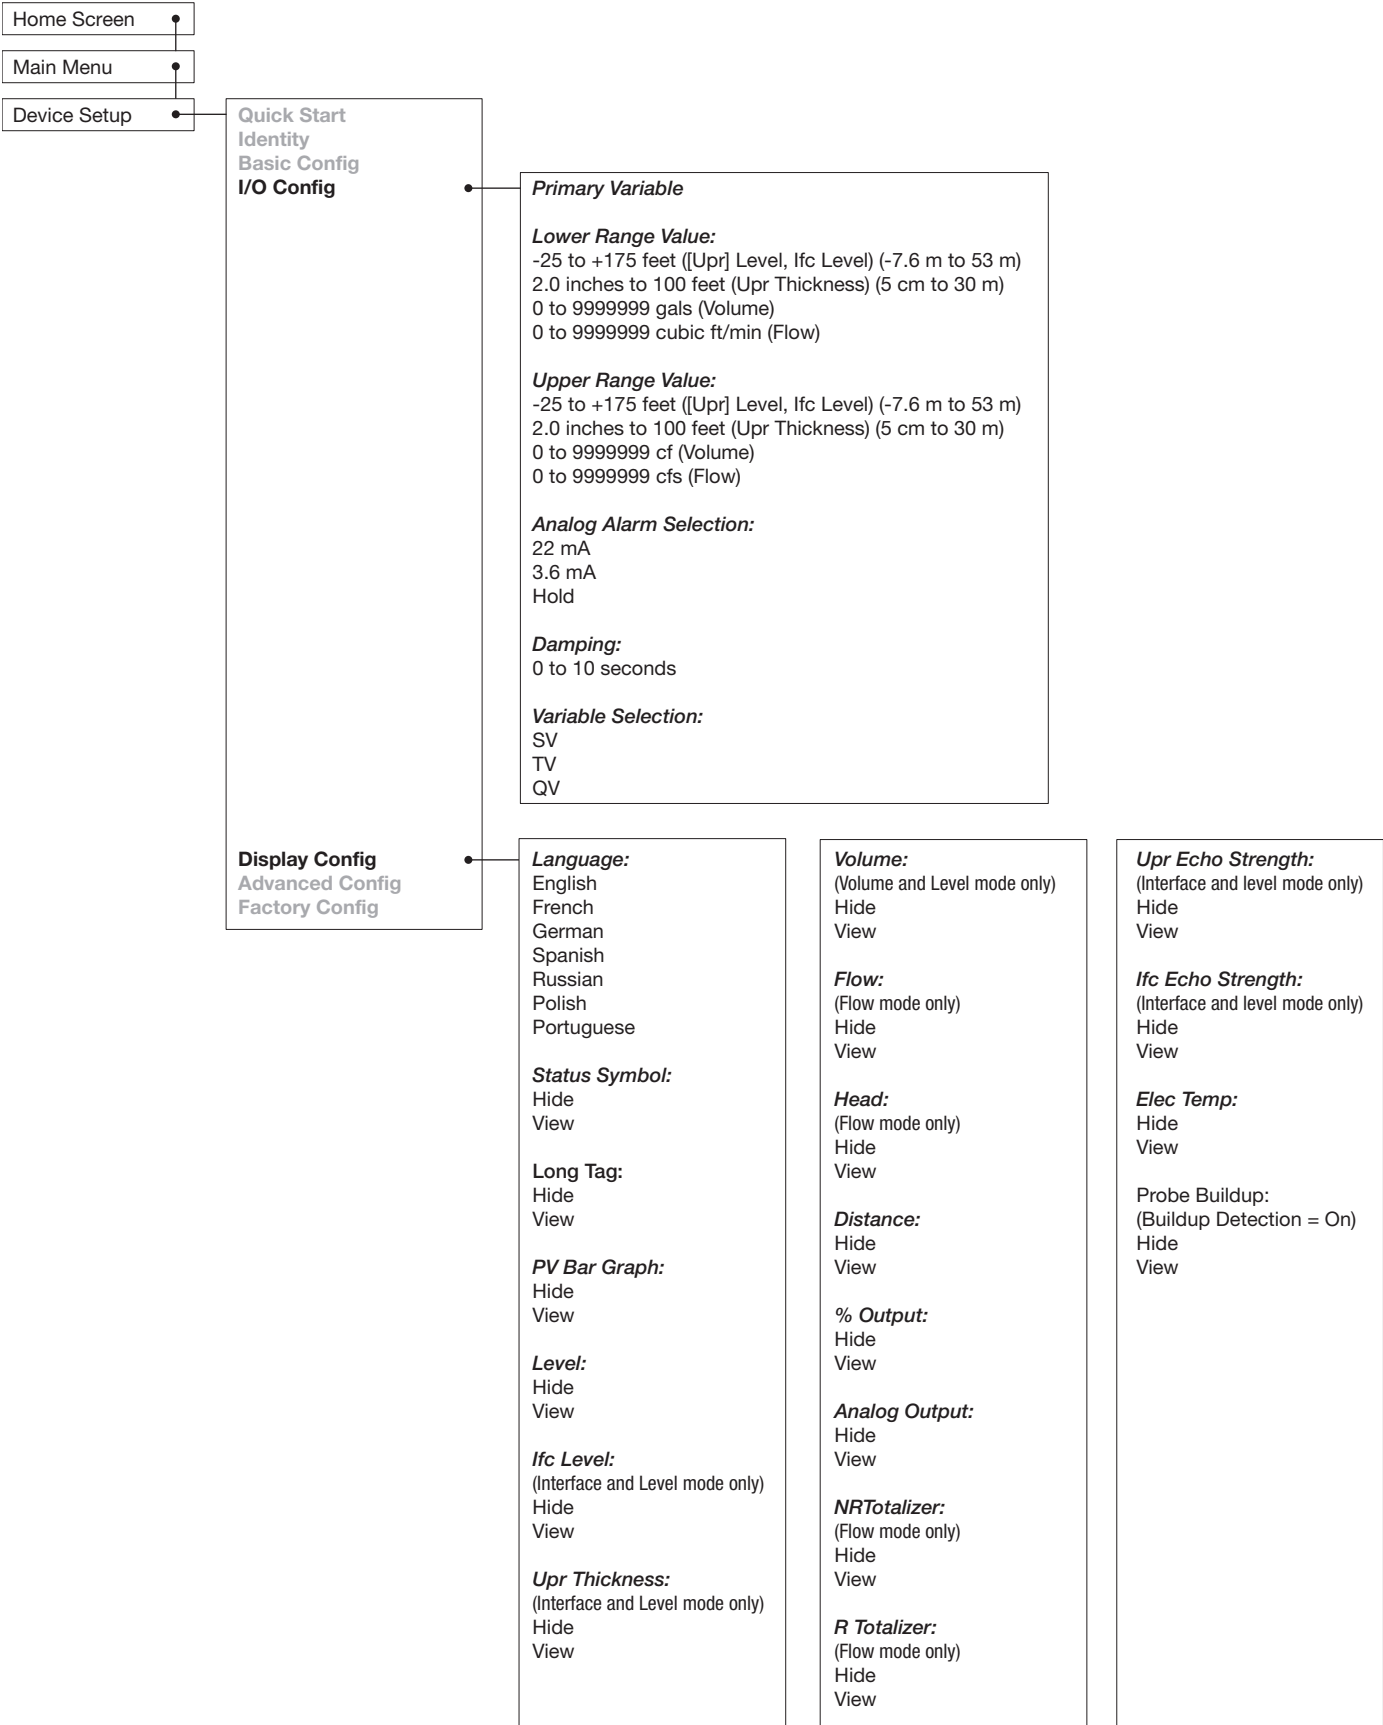 Home Screen
Main Menu
Device Setup
Quick Start
Identity
Basic Config
I/O Config
Primary Variable
Lower Range Value:
-25 to +175 feet ([Upr] Level, Ifc Level) (-7.6 m to 53 m)
2.0 inches to 100 feet (Upr Thickness) (5 cm to 30 m)
0 to 9999999 gals (Volume)
0 to 9999999 cubic ft/min (Flow)
Upper Range Value:
-25 to +175 feet ([Upr] Level, Ifc Level) (-7.6 m to 53 m)
2.0 inches to 100 feet (Upr Thickness) (5 cm to 30 m)
0 to 9999999 cf (Volume)
0 to 9999999 cfs (Flow)
Analog Alarm Selection:
22 mA
3.6 mA
Hold
Damping:
0 to 10 seconds
Variable Selection:
SV
TV
QV
Display Config
Advanced Config
Factory Config
Language:
English
French
German
Spanish
Russian
Polish
Portuguese
Status Symbol:
Hide
View
Long Tag:
Hide
View
PV Bar Graph:
Hide
View
Level:
Hide
View
Ifc Level:
(Interface and Level mode only)
Hide
View
Upr Thickness:
(Interface and Level mode only)
Hide
View
Volume:
(Volume and Level mode only)
Hide
View
Flow:
(Flow mode only)
Hide
View
Head:
(Flow mode only)
Hide
View
Distance:
Hide
View
% Output:
Hide
View
Analog Output:
Hide
View
NRTotalizer:
(Flow mode only)
Hide
View
R Totalizer:
(Flow mode only)
Hide
View
Upr Echo Strength:
(Interface and level mode only)
Hide
View
Ifc Echo Strength:
(Interface and level mode only)
Hide
View
Elec Temp:
Hide
View
Probe Buildup:
(Buildup Detection = On)
Hide
View